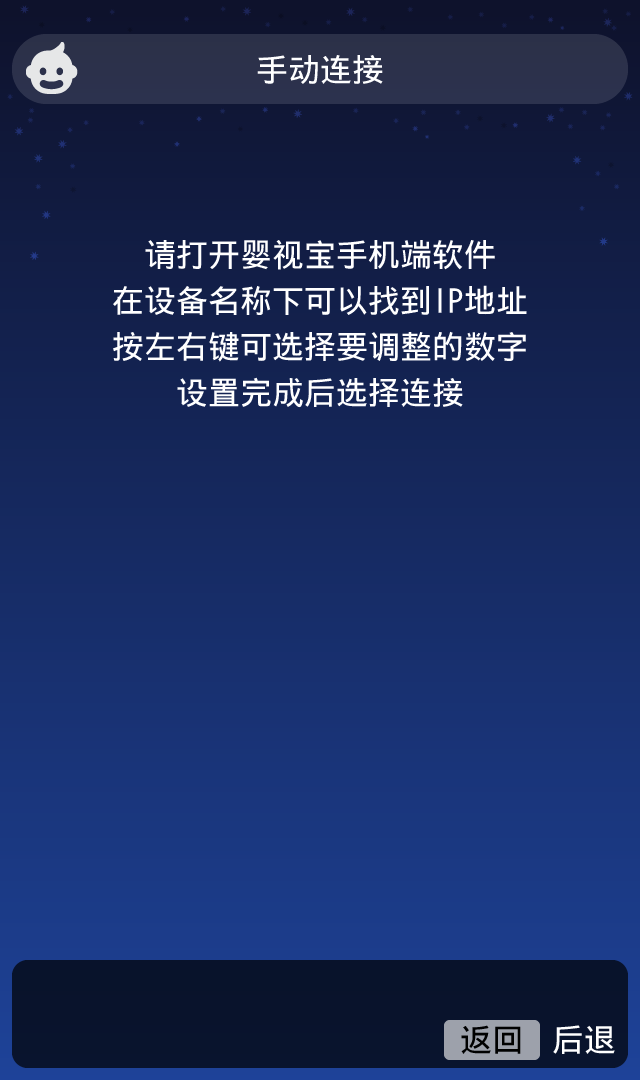 手动连接
请打开婴视宝手机端软件
在设备名称下可以找到IP地址
按左右键可选择要调整的数字
设置完成后选择连接
返回 后退